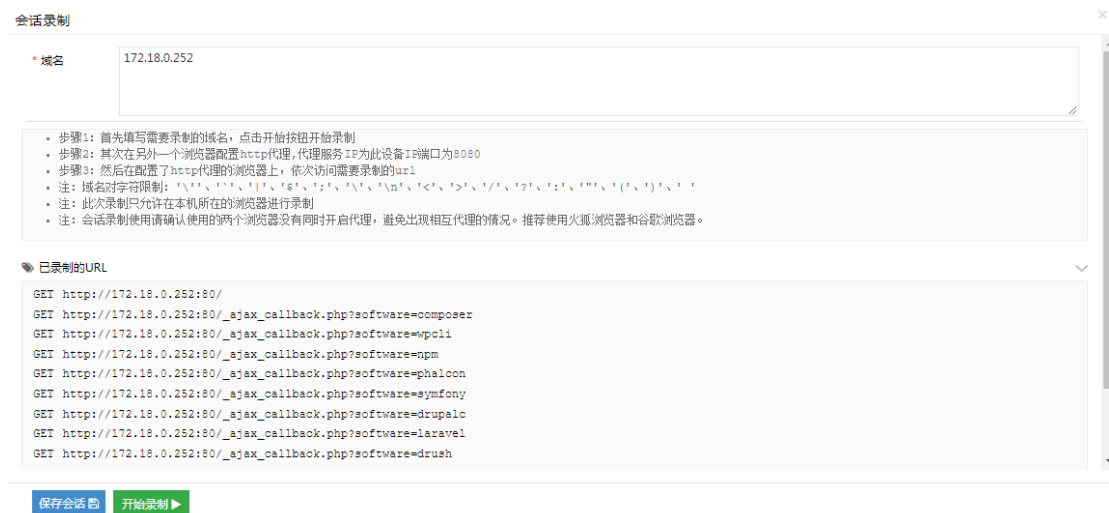 会话录制
* 域名
172.18.0.252
步骤1: 首先填写需要录制的域名，点击开始按钮开始录制
步骤2: 其次在另外一个浏览器配置http代理,代理服务IP为此设备IP端口为8080
步骤3: 然后在配置了http代理的浏览器上，依次访问需要录制的url
注: 域名对字符限制: '\''、'`'、'|'、'$'、';'、'\'、'\n'、'<'、'>'、'/'、'?'、':'、'"'、'('、')'、' '
注: 此次录制只允许在本机所在的浏览器进行录制
注: 会话录制使用请确认使用的两个浏览器没有同时开启代理，避免出现相互代理的情况。推荐使用火狐浏览器和谷歌浏览器。
已录制的URL
GET http://172.18.0.252:80/
GET http://172.18.0.252:80/_ajax_callback.php?software=composer
GET http://172.18.0.252:80/_ajax_callback.php?software=wpcli
GET http://172.18.0.252:80/_ajax_callback.php?software=npm
GET http://172.18.0.252:80/_ajax_callback.php?software=phalcon
GET http://172.18.0.252:80/_ajax_callback.php?software=symfony
GET http://172.18.0.252:80/_ajax_callback.php?software=drupalc
GET http://172.18.0.252:80/_ajax_callback.php?software=laravel
GET http://172.18.0.252:80/_ajax_callback.php?software=drush
保存会话
开始录制